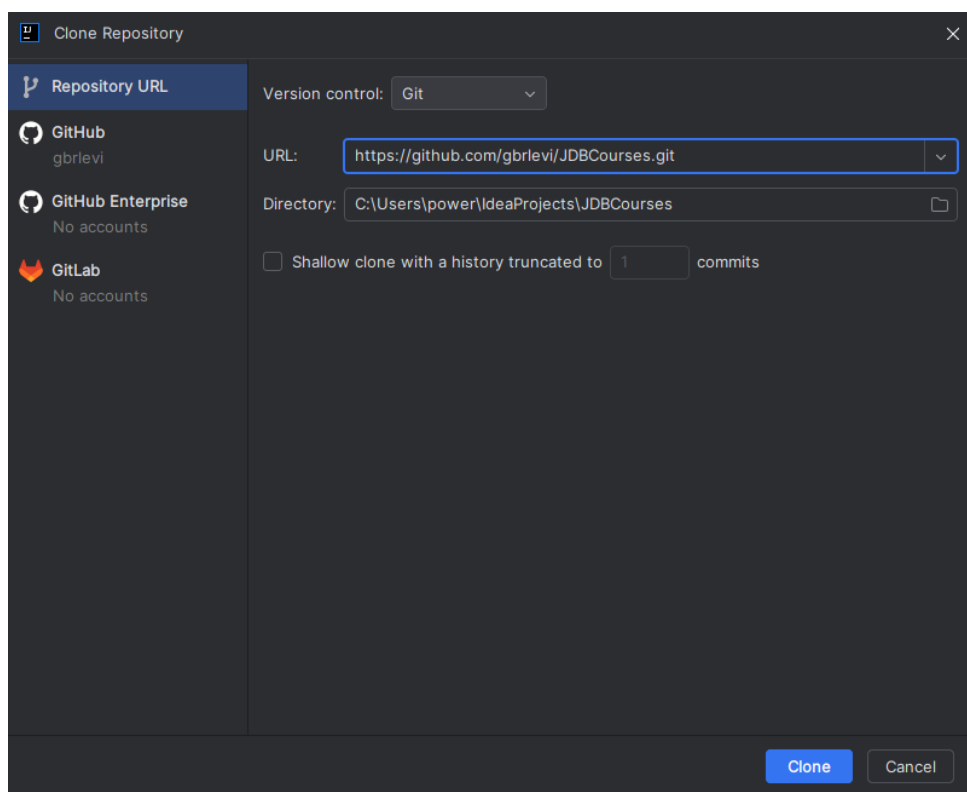 Clone Repository
Repository URL
GitHub
gbrlevi
GitHub Enterprise
No accounts
GitLab
No accounts
Version control: Git
URL: https://github.com/gbrlevi/JDBCourses.git
Directory: C:\Users\power\IdeaProjects\JDBCourses
Shallow clone with a history truncated to 1 commits
Clone Cancel